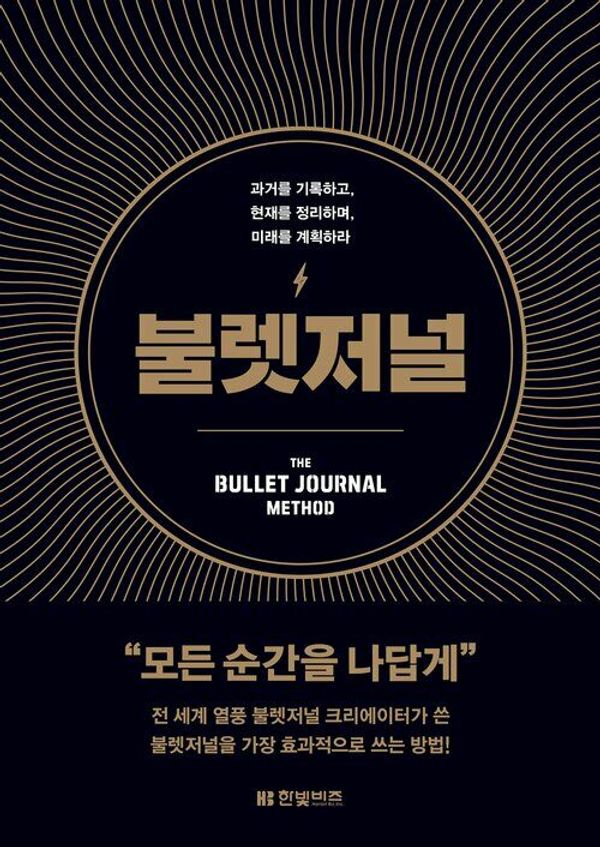 과거를 기록하고,
현재를 정리하며,
미래를 계획하라
불렛저널
THE
BULLET JOURNAL
METHOD
“모든 순간을 나답게”
전 세계 열풍 불렛저널 크리에이터가 쓴
불렛저널을 가장 효과적으로 쓰는 방법!
HB 한빛비즈